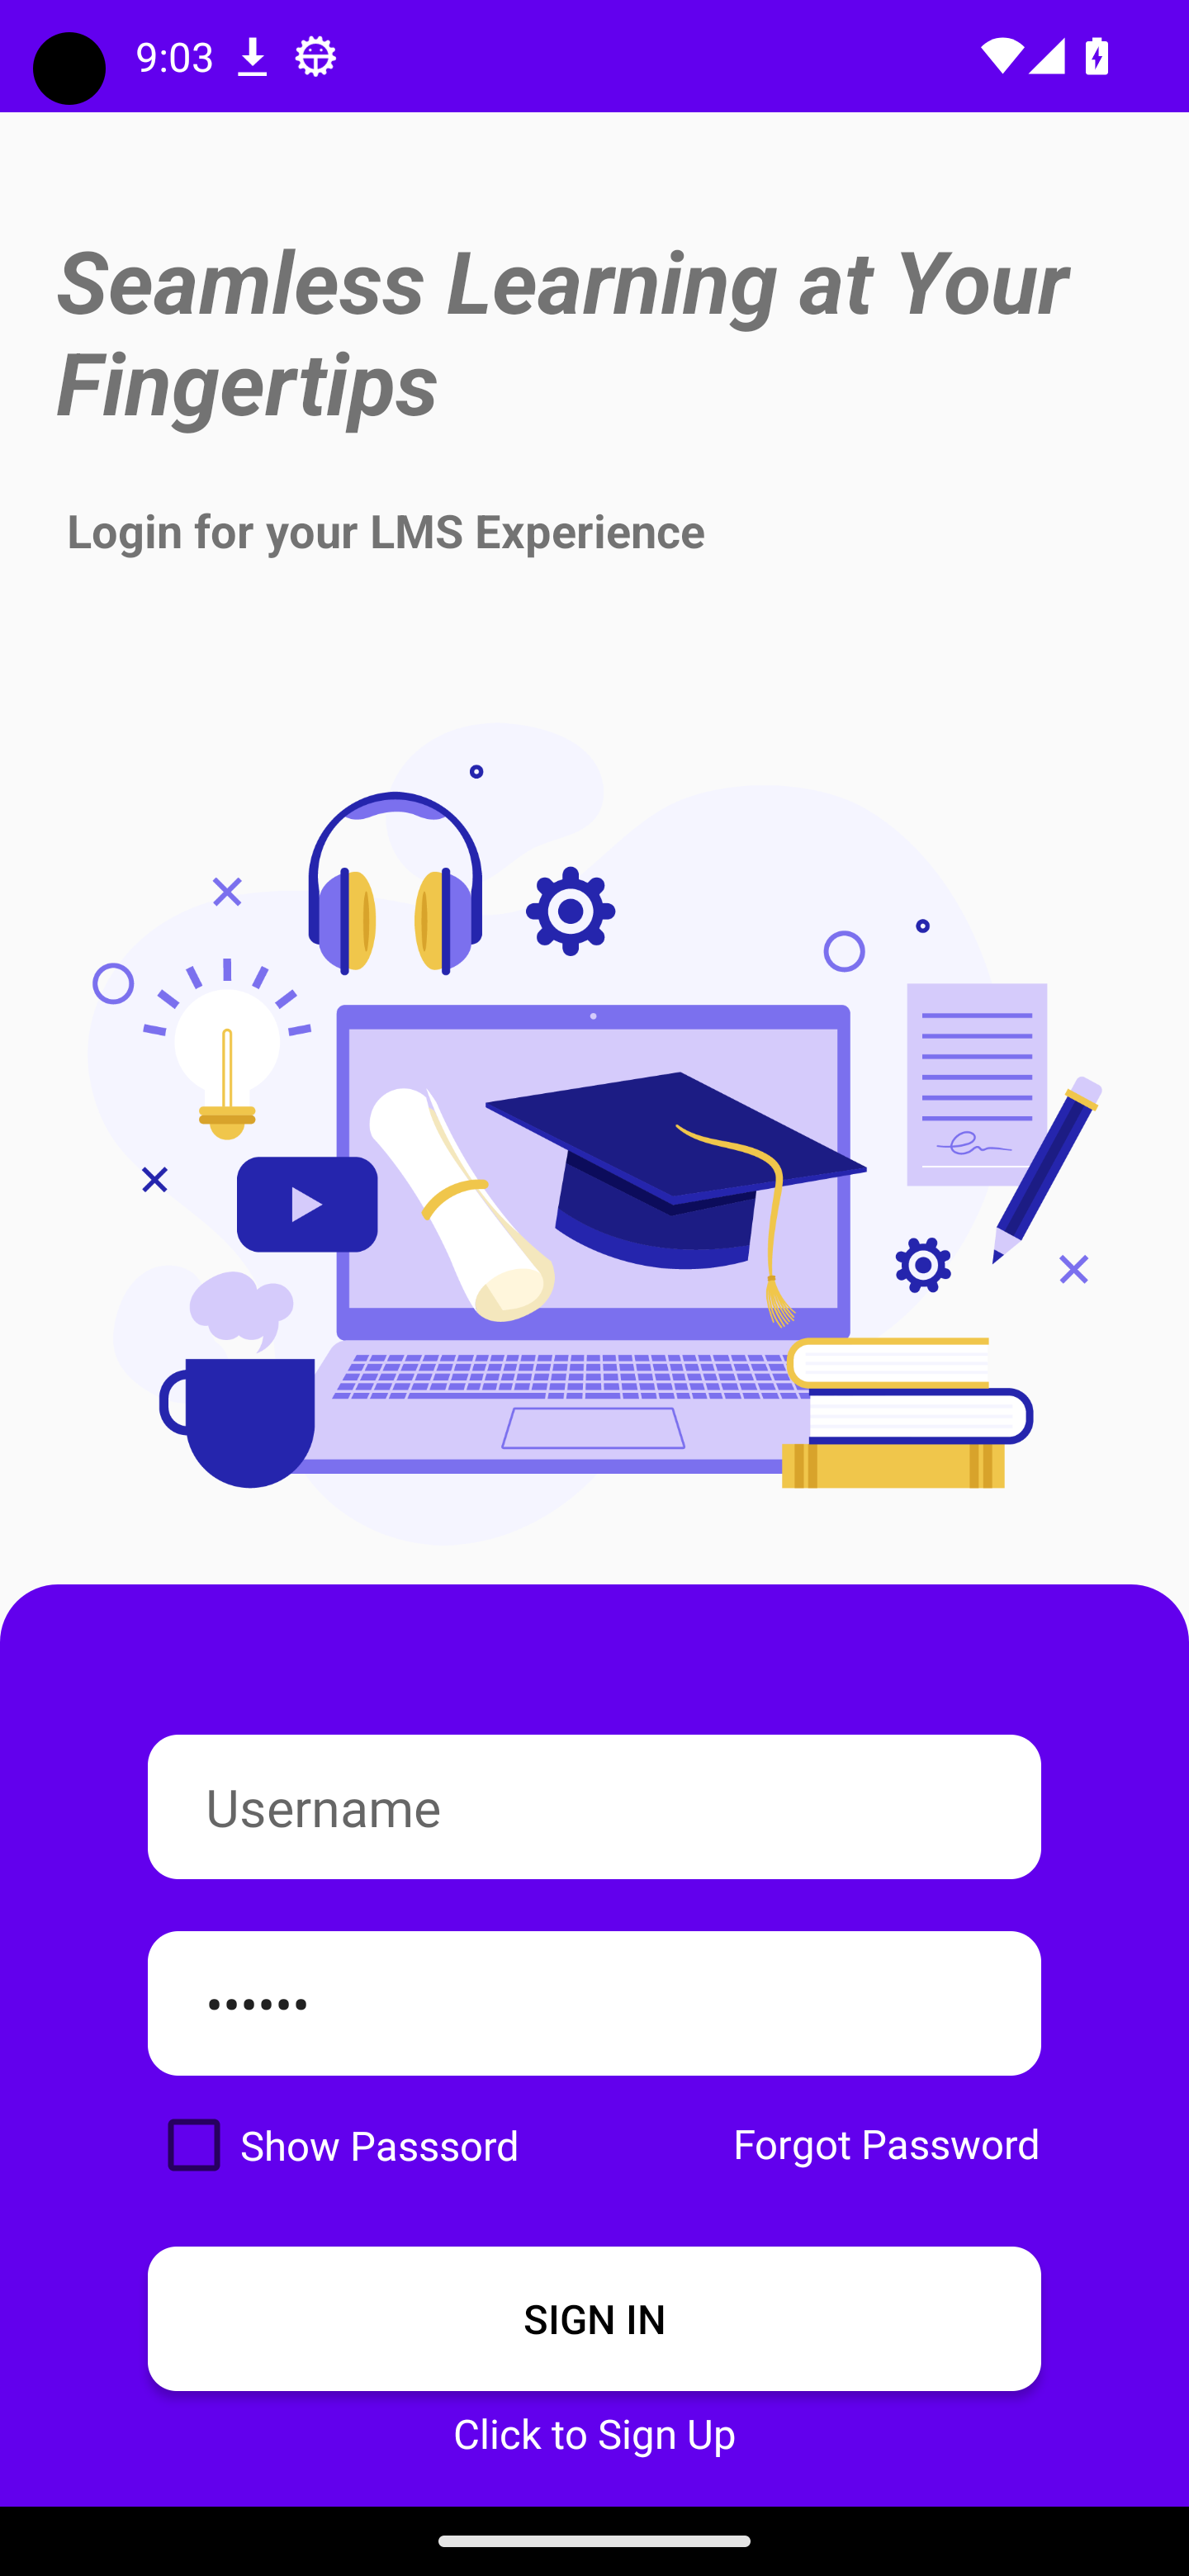 9:03
Seamless Learning at Your
Fingertips
Login for your LMS Experience
Username
••••••
Show Passsord
Forgot Password
SIGN IN
Click to Sign Up